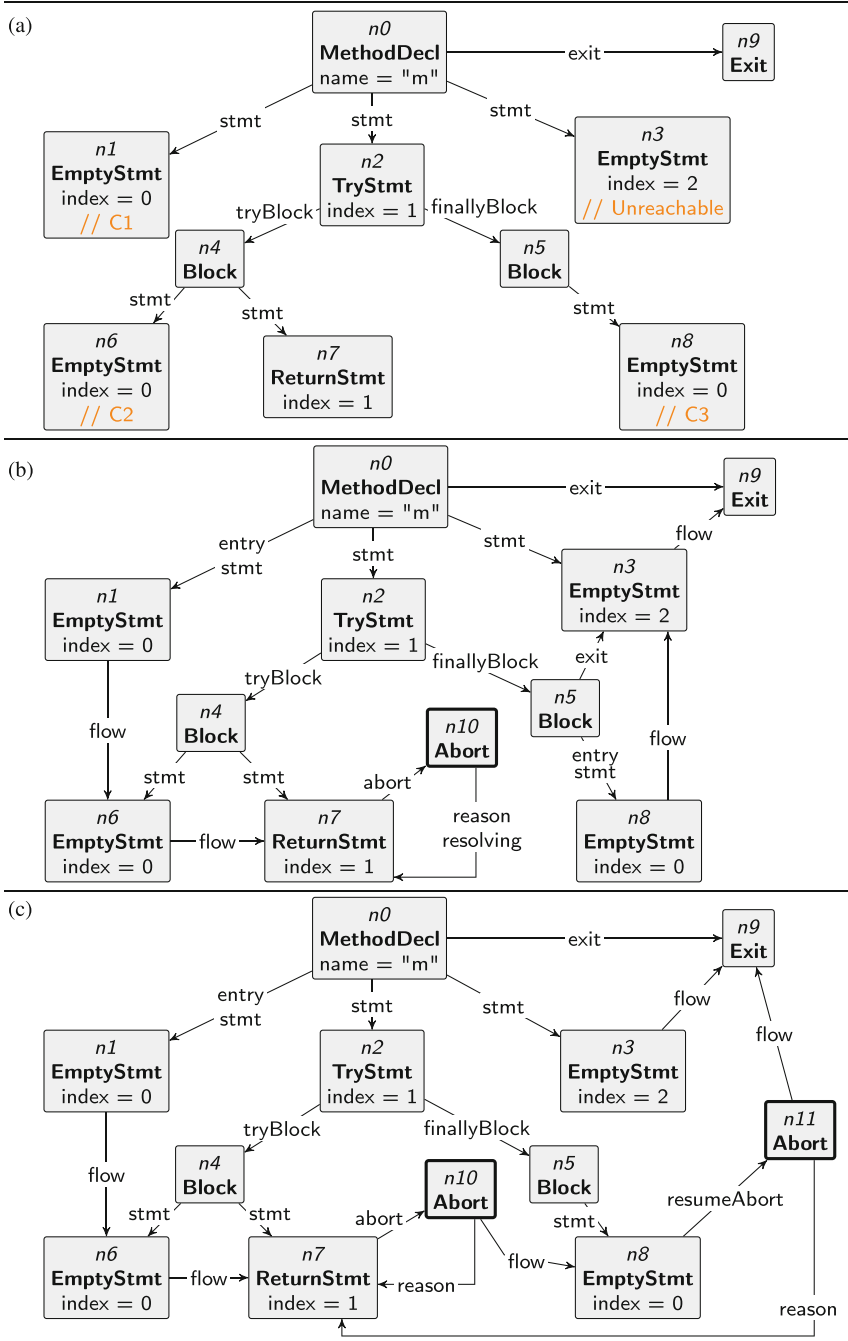 (a)
n0
MethodDecl
name = "m"
exit
n9
Exit
stmt
stmt
stmt
n1
EmptyStmt
index = 0
// C1
n2
TryStmt
index = 1
n3
EmptyStmt
index = 2
// Unreachable
tryBlock
finallyBlock
n4
Block
n5
Block
stmt
stmt
stmt
n6
EmptyStmt
index = 0
// C2
n7
ReturnStmt
index = 1
n8
EmptyStmt
index = 0
// C3
(b)
n0
MethodDecl
name = "m"
exit
n9
Exit
entry
stmt
stmt
stmt
flow
n1
EmptyStmt
index = 0
n2
TryStmt
index = 1
n3
EmptyStmt
index = 2
tryBlock
finallyBlock
exit
n4
Block
n10
Abort
n5
Block
flow
flow
stmt
stmt
abort
entry
stmt
reason
resolving
n6
EmptyStmt
index = 0
flow
n7
ReturnStmt
index = 1
n8
EmptyStmt
index = 0
(c)
n0
MethodDecl
name = "m"
exit
n9
Exit
entry
stmt
stmt
stmt
flow
flow
n1
EmptyStmt
index = 0
n2
TryStmt
index = 1
n3
EmptyStmt
index = 2
tryBlock
finallyBlock
n11
Abort
flow
n4
Block
n10
Abort
n5
Block
resumeAbort
stmt
stmt
abort
stmt
n6
EmptyStmt
index = 0
flow
n7
ReturnStmt
index = 1
reason
flow
n8
EmptyStmt
index = 0
reason